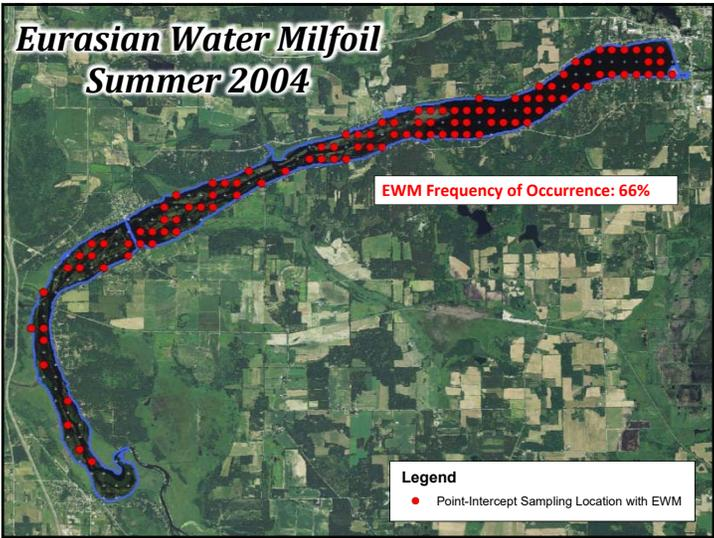 Eurasian Water Milfoil
Summer 2004
EWM Frequency of Occurrence: 66%
Legend
Point-Intercept Sampling Location with EWM